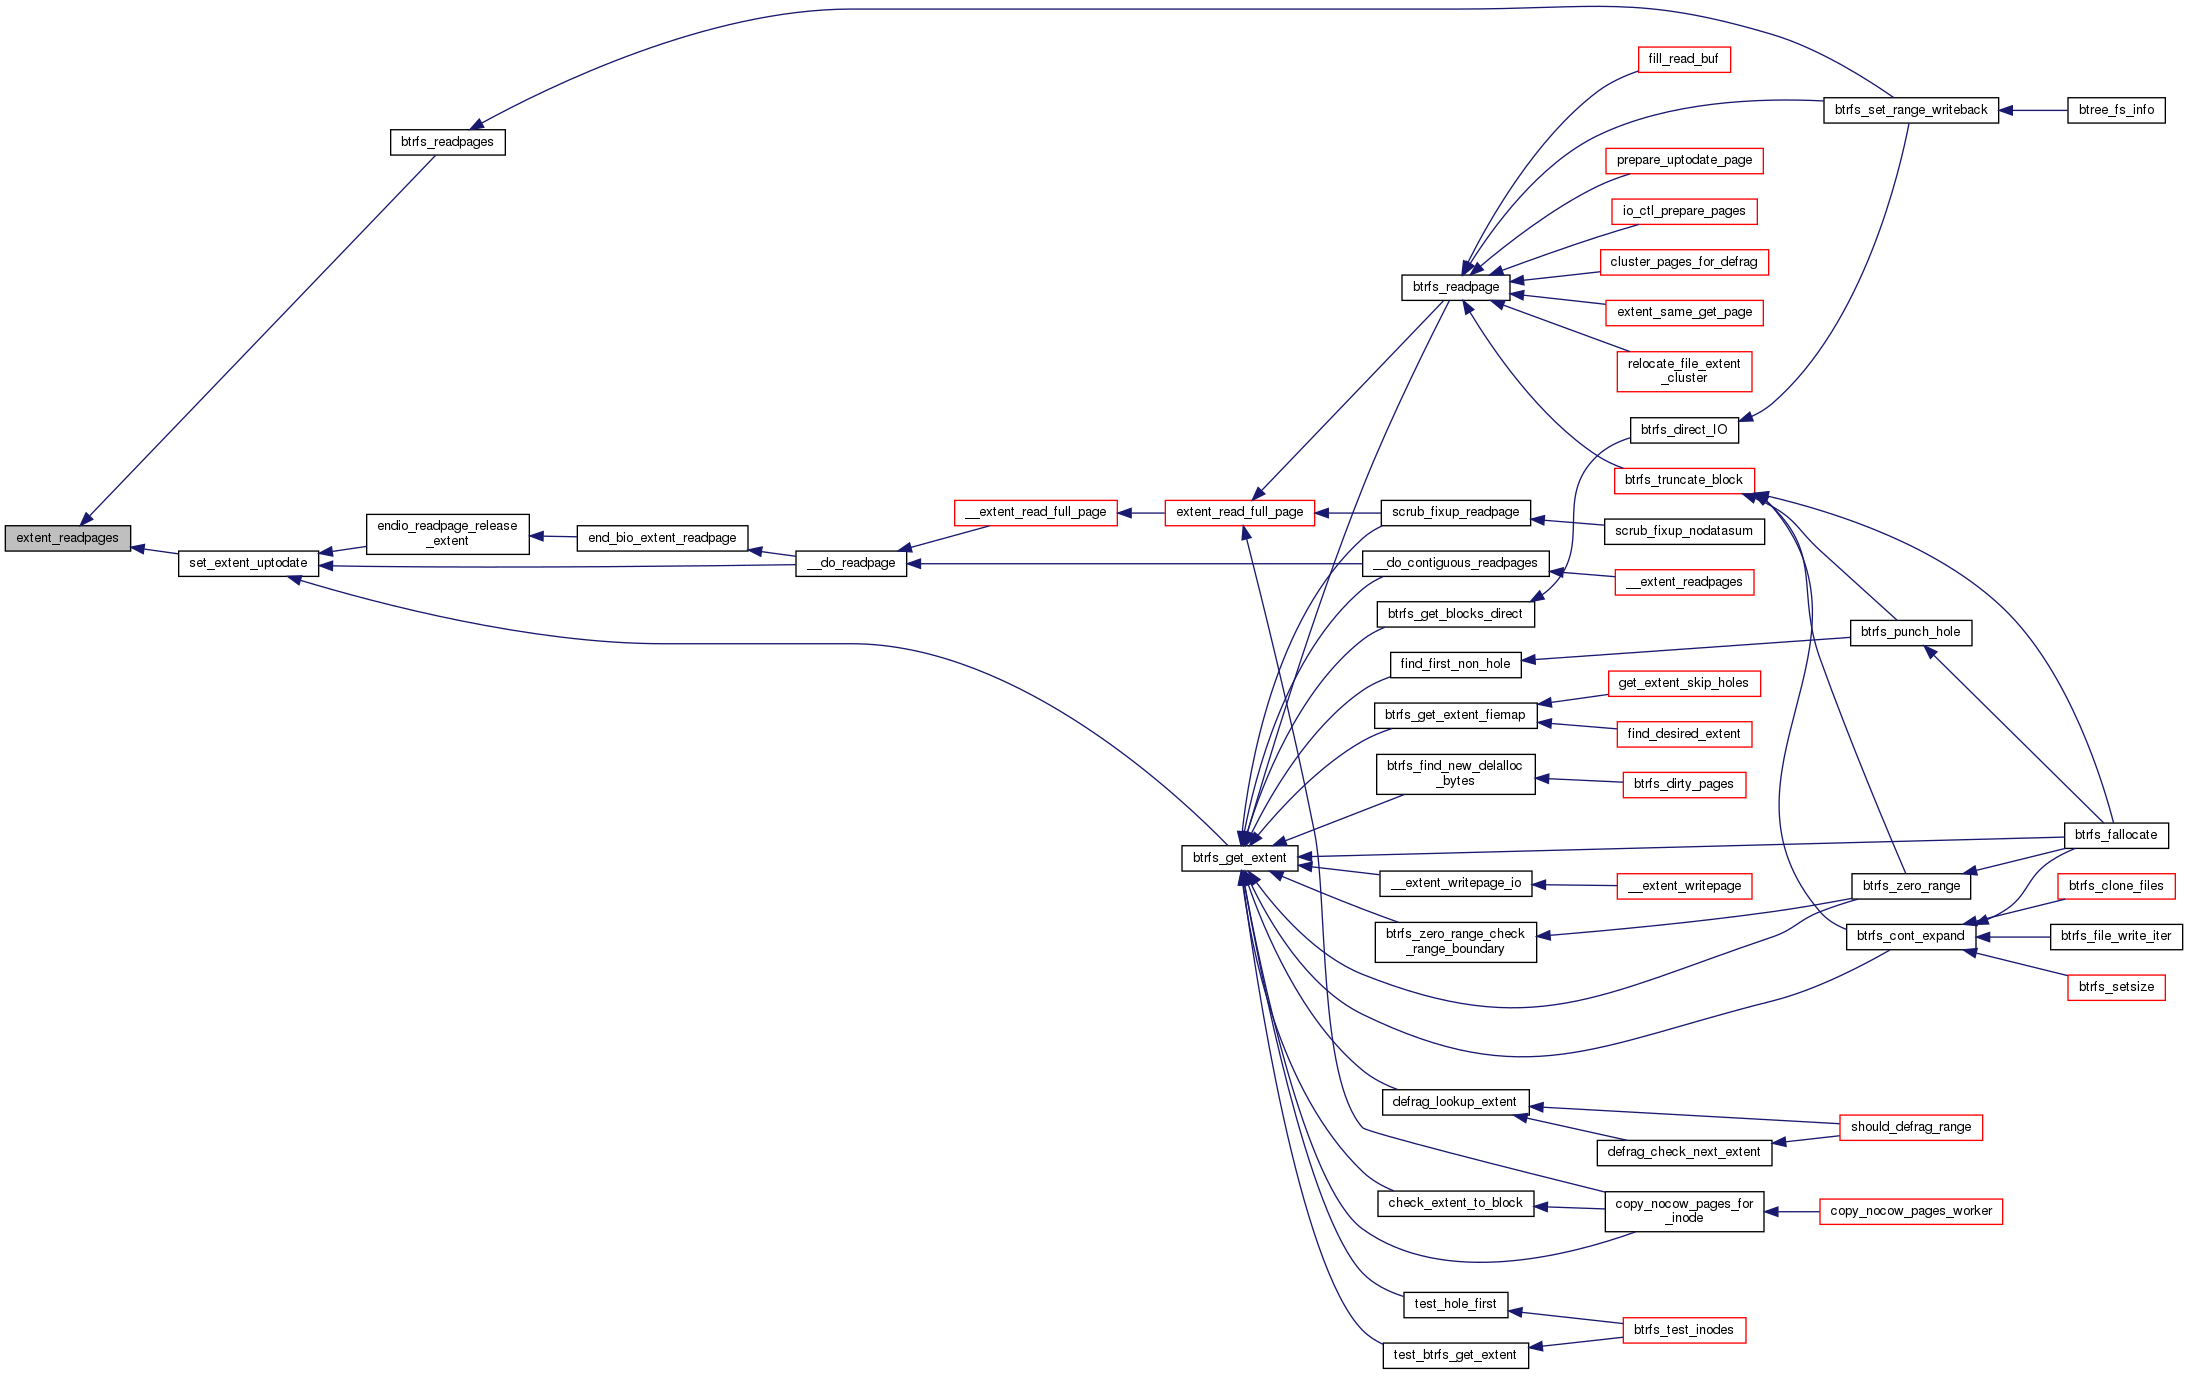 extent_readpages
btrfs_readpages
set_extent_uptodate
endio_readpage_release
_extent
end_bio_extent_readpage
__do_readpage
__extent_read_full_page
extent_read_full_page
btrfs_get_extent
btrfs_readpage
scrub_fixup_readpage
__do_contiguous_readpages
btrfs_get_blocks_direct
find_first_non_hole
btrfs_get_extent_fiemap
btrfs_find_new_delalloc
_bytes
__extent_writepage_io
btrfs_zero_range_check
_range_boundary
defrag_lookup_extent
check_extent_to_block
test_hole_first
test_btrfs_get_extent
fill_read_buf
prepare_uptodate_page
io_ctl_prepare_pages
cluster_pages_for_defrag
extent_same_get_page
relocate_file_extent
_cluster
btrfs_direct_IO
btrfs_truncate_block
scrub_fixup_nodatasum
__extent_readpages
get_extent_skip_holes
find_desired_extent
btrfs_dirty_pages
__extent_writepage
defrag_check_next_extent
copy_nocow_pages_for
_inode
btrfs_test_inodes
btrfs_set_range_writeback
btrfs_punch_hole
btrfs_zero_range
btrfs_cont_expand
should_defrag_range
copy_nocow_pages_worker
btree_fs_info
btrfs_fallocate
btrfs_clone_files
btrfs_file_write_iter
btrfs_setsize